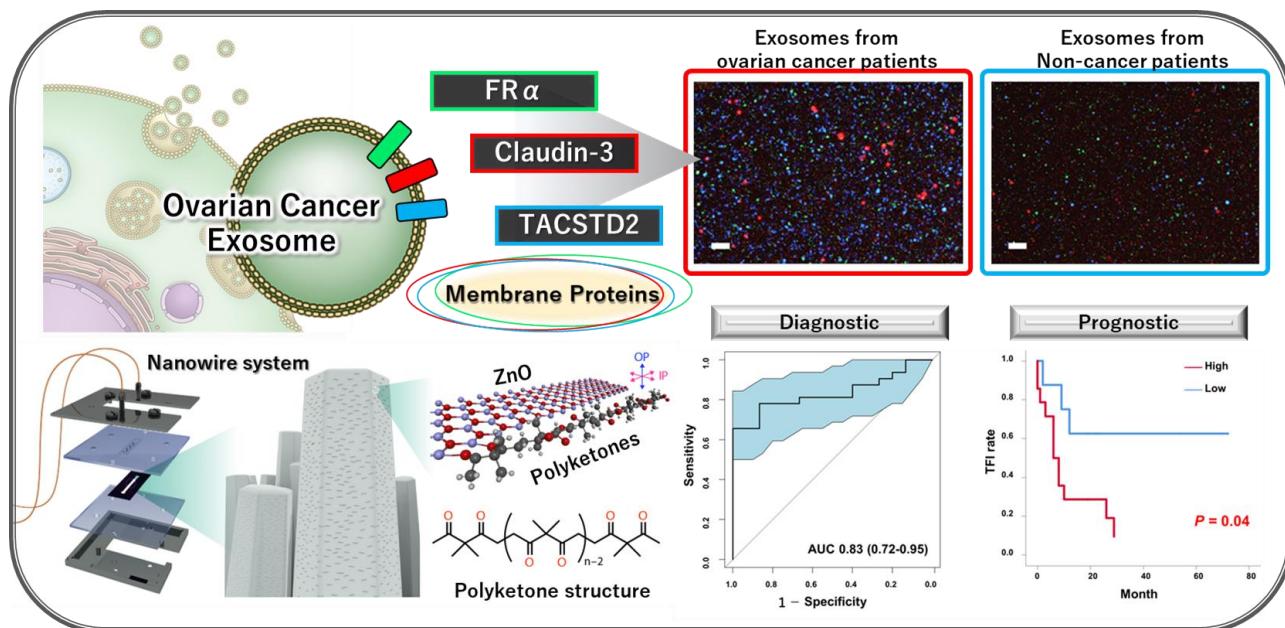 Exosomes from
ovarian cancer patients
Exosomes from
Non-cancer patients
FRα
Claudin-3
TACSTD2
Ovarian Cancer
Exosome
Membrane Proteins
Diagnostic
Prognostic
Nanowire system
ZnO
OP
IP
Polyketones
O O O O
O O
n–2
Polyketone structure
Sensitivity
1.0
0.8
0.6
0.4
0.2
0.0
AUC 0.83 (0.72-0.95)
1.0 0.8 0.6 0.4 0.2 0.0
1 − Specificity
TFI rate
1.0
0.8
0.6
0.4
0.2
0.0
High
Low
P = 0.04
0 20 40 60 80
Month